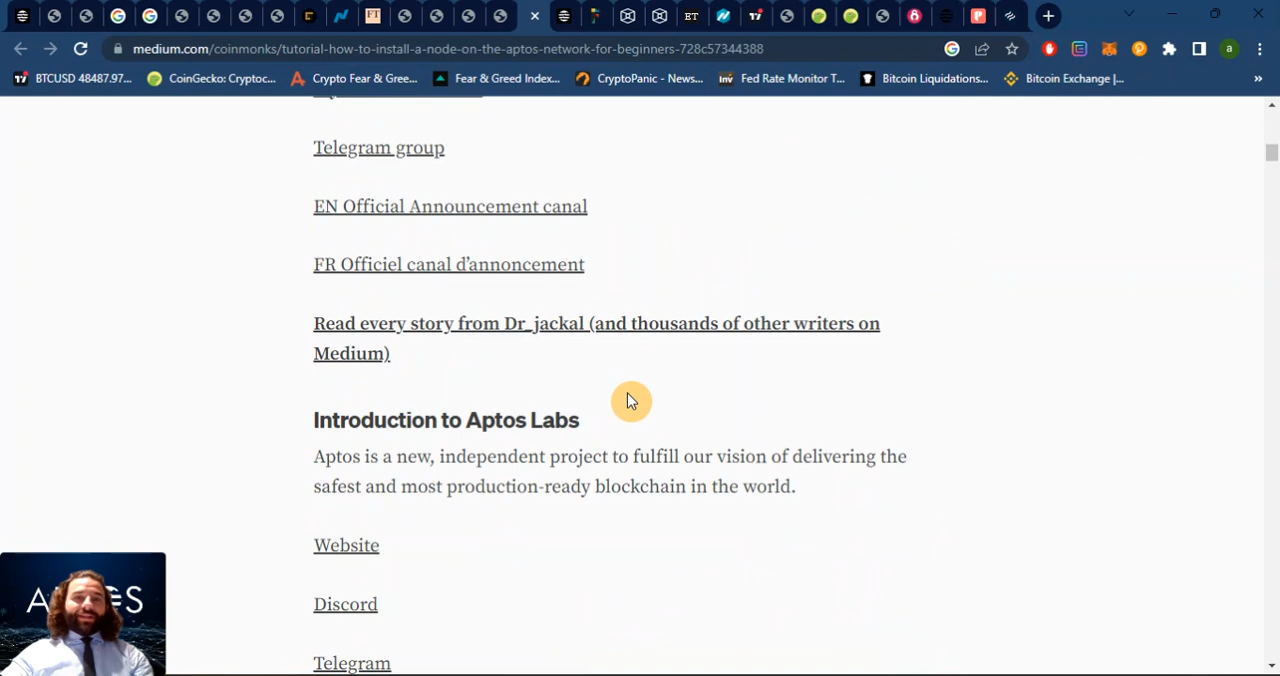 medium.com/coinmonks/tutorial-how-to-install-a-node-on-the-aptos-network-for-beginners-728c57344388
BTCUSD 48487.97...
CoinGecko: Cryptoc...
Crypto Fear & Gree...
Fear & Greed Index...
CryptoPanic - News...
Fed Rate Monitor T...
Bitcoin Liquidations...
Bitcoin Exchange |...
Telegram group
EN Official Announcement canal
FR Officiel canal d'annoncement
Read every story from Dr_jackal (and thousands of other writers on
Medium)
Introduction to Aptos Labs
Aptos is a new, independent project to fulfill our vision of delivering the
safest and most production-ready blockchain in the world.
Website
Discord
Telegram